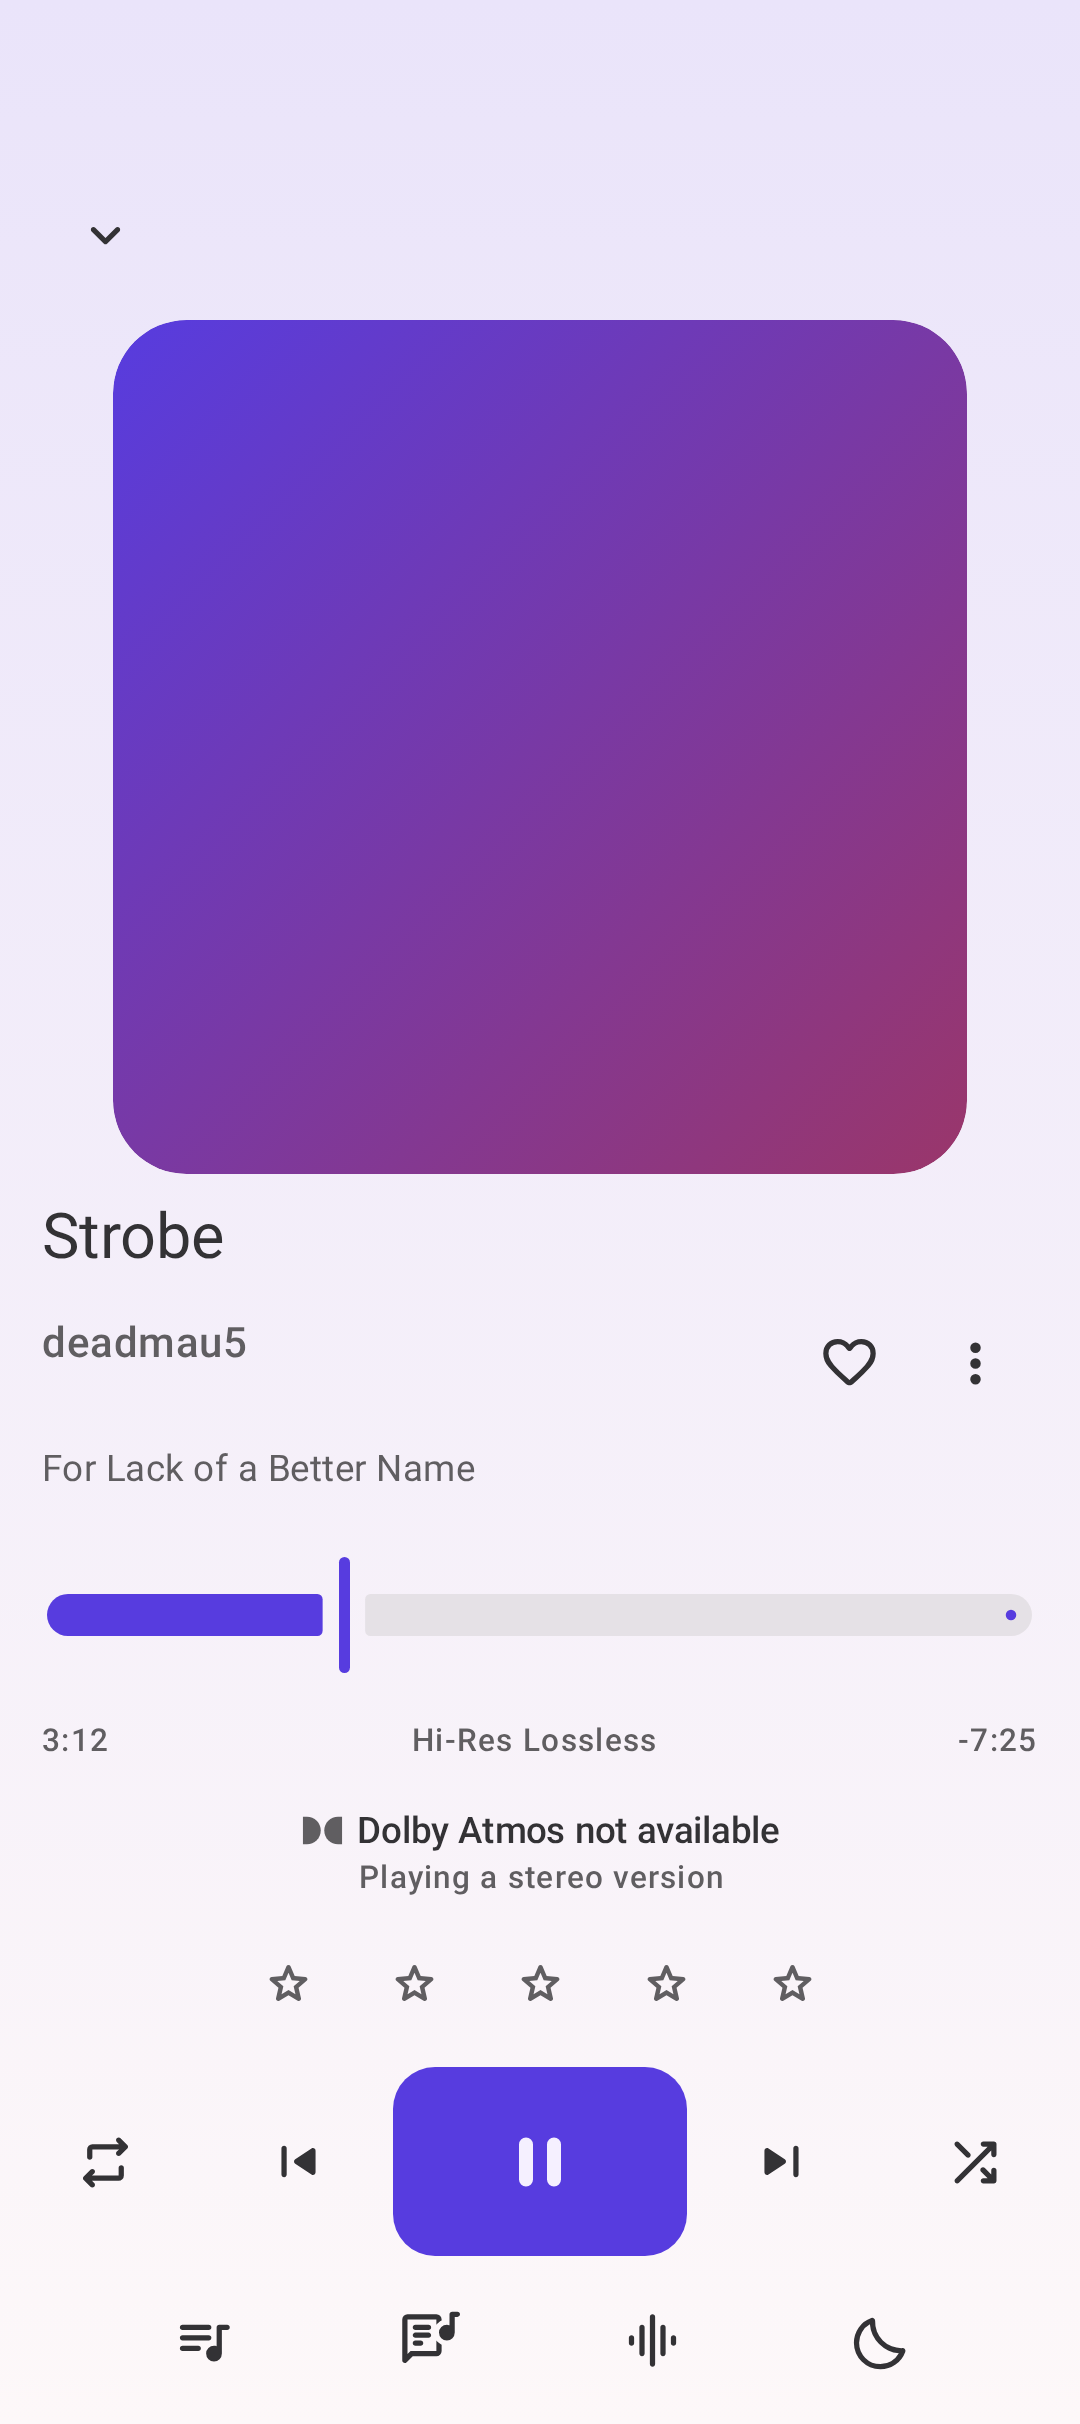 Strobe
deadmau5
For Lack of a Better Name
3:12
Hi-Res Lossless
-7:25
Dolby Atmos not available
Playing a stereo version